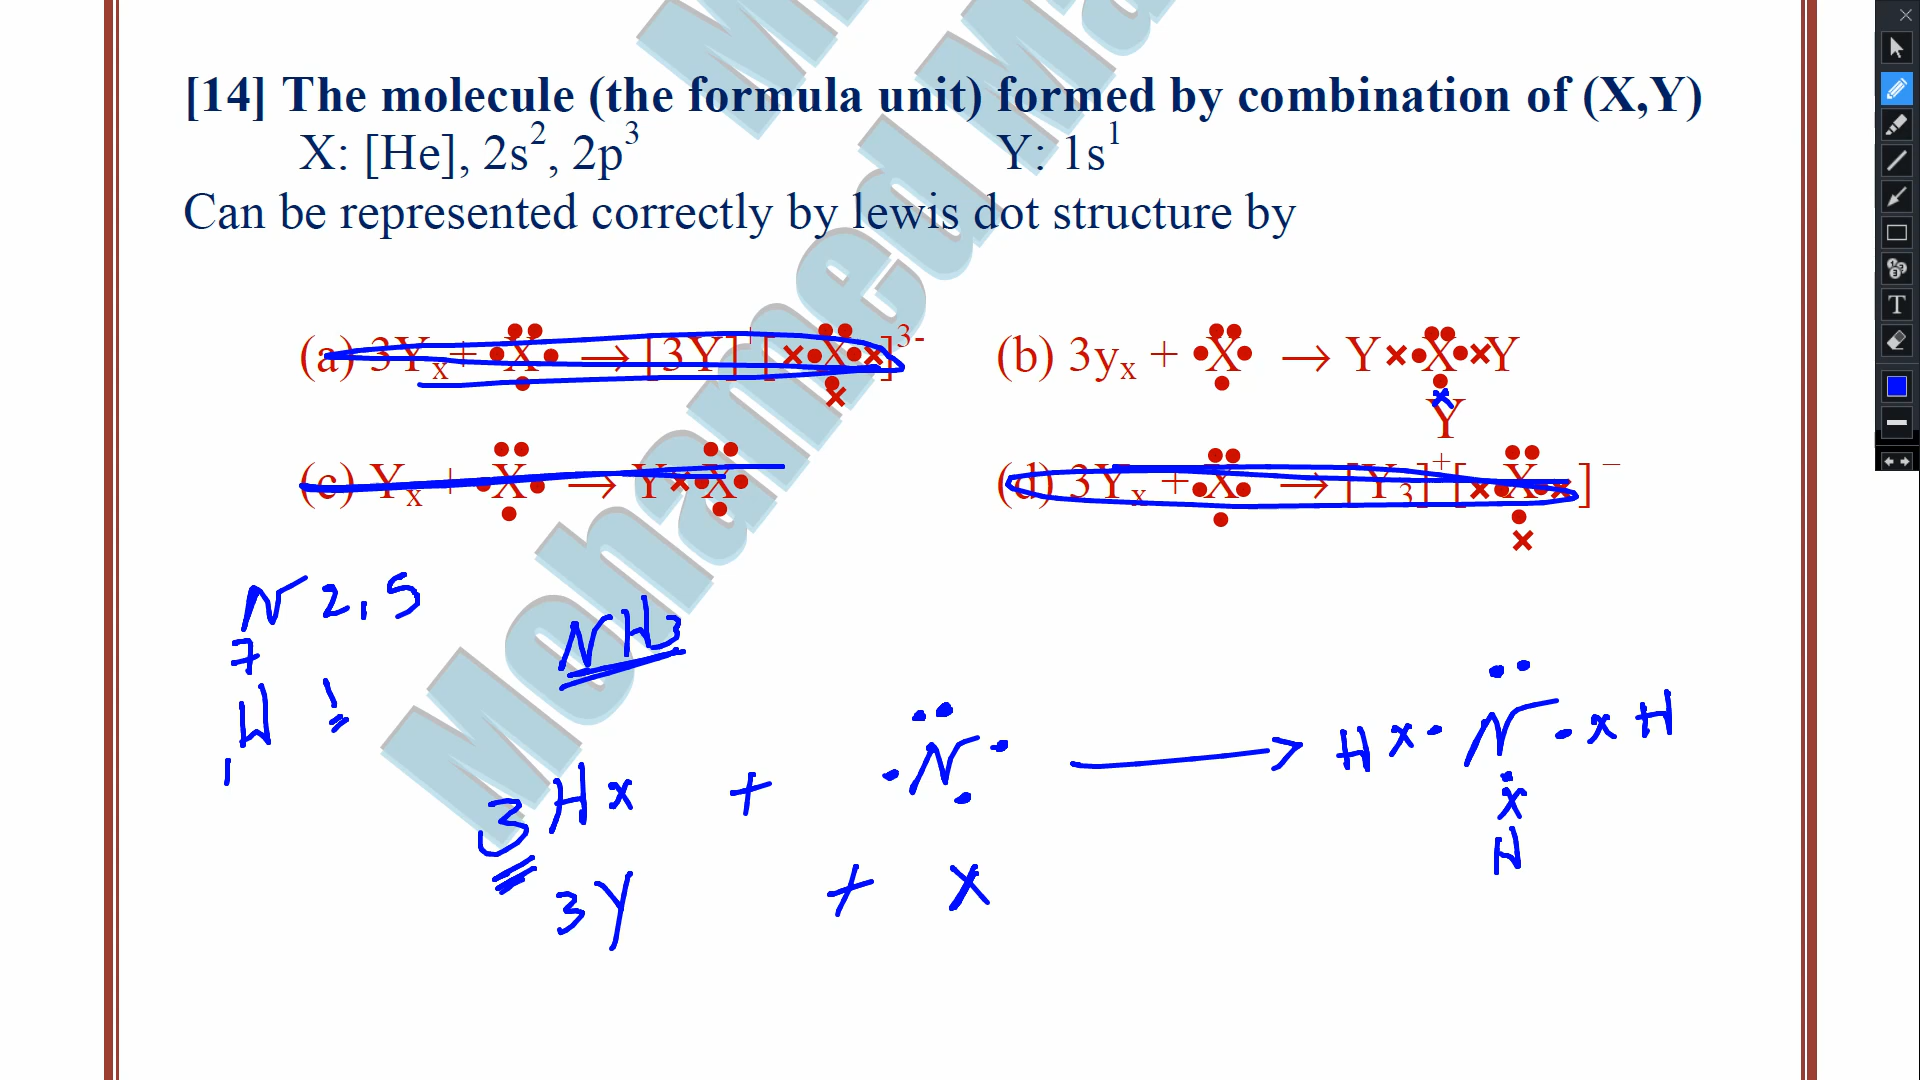 [14] The molecule (the formula unit) formed by combination of (X,Y)
X: [He], 2s², 2p³ Y: 1s¹
Can be represented correctly by lewis dot structure by
(a) 3Yx + X → [3Y]⁺ [×X×]³⁻
×
(b) 3yx + X → Y×X×Y
×
Y
(c) Yx + X → Y×X
(d) 3Yx + X → [Y₃]⁺ [×X×]⁻
×
N 2,5
7
H 1
1
NH3
3Hx + N → Hx N xH
x
H
3Y + X
Mohamed Ma